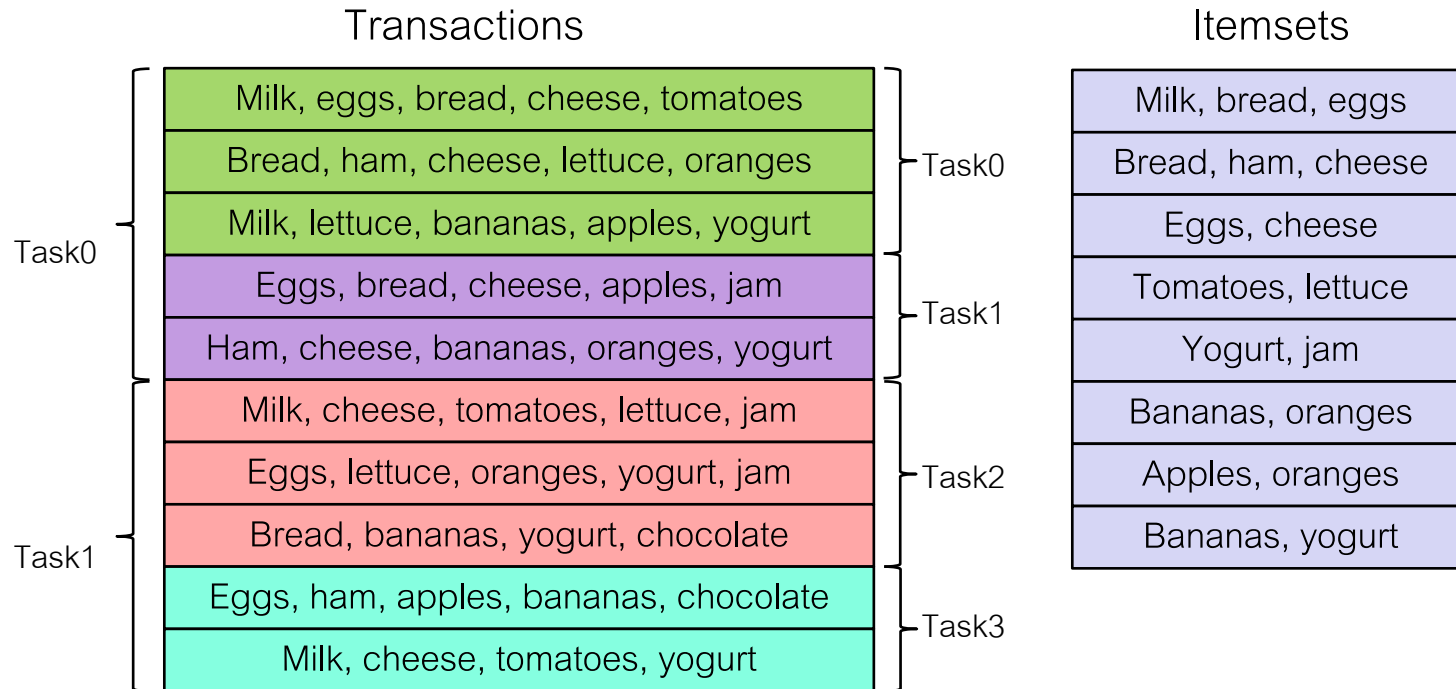 Transactions
Itemsets
Task0
Task1
Milk, eggs, bread, cheese, tomatoes
Bread, ham, cheese, lettuce, oranges
Milk, lettuce, bananas, apples, yogurt
Eggs, bread, cheese, apples, jam
Ham, cheese, bananas, oranges, yogurt
Milk, cheese, tomatoes, lettuce, jam
Eggs, lettuce, oranges, yogurt, jam
Bread, bananas, yogurt, chocolate
Eggs, ham, apples, bananas, chocolate
Milk, cheese, tomatoes, yogurt
Task0
Task1
Task2
Task3
Milk, bread, eggs
Bread, ham, cheese
Eggs, cheese
Tomatoes, lettuce
Yogurt, jam
Bananas, oranges
Apples, oranges
Bananas, yogurt